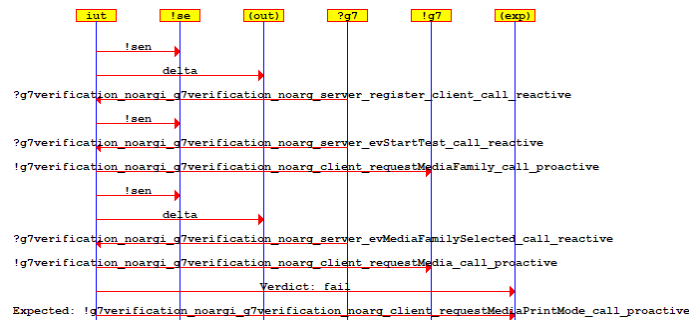 iut !se (out) ?g7 !g7 (exp)
!sen
delta
?g7verification_noargi_g7verification_noarg_server_register_client_call_reactive
!sen
?g7verification_noargi_g7verification_noarg_server_evStartTest_call_reactive
!g7verification_noargi_g7verification_noarg_client_requestMediaFamily_call_proactive
!sen
delta
?g7verification_noargi_g7verification_noarg_server_evMediaFamilySelected_call_reactive
!g7verification_noargi_g7verification_noarg_client_requestMedia_call_proactive
Verdict: fail
Expected: !g7verification_noargi_g7verification_noarg_client_requestMediaPrintMode_call_proactive